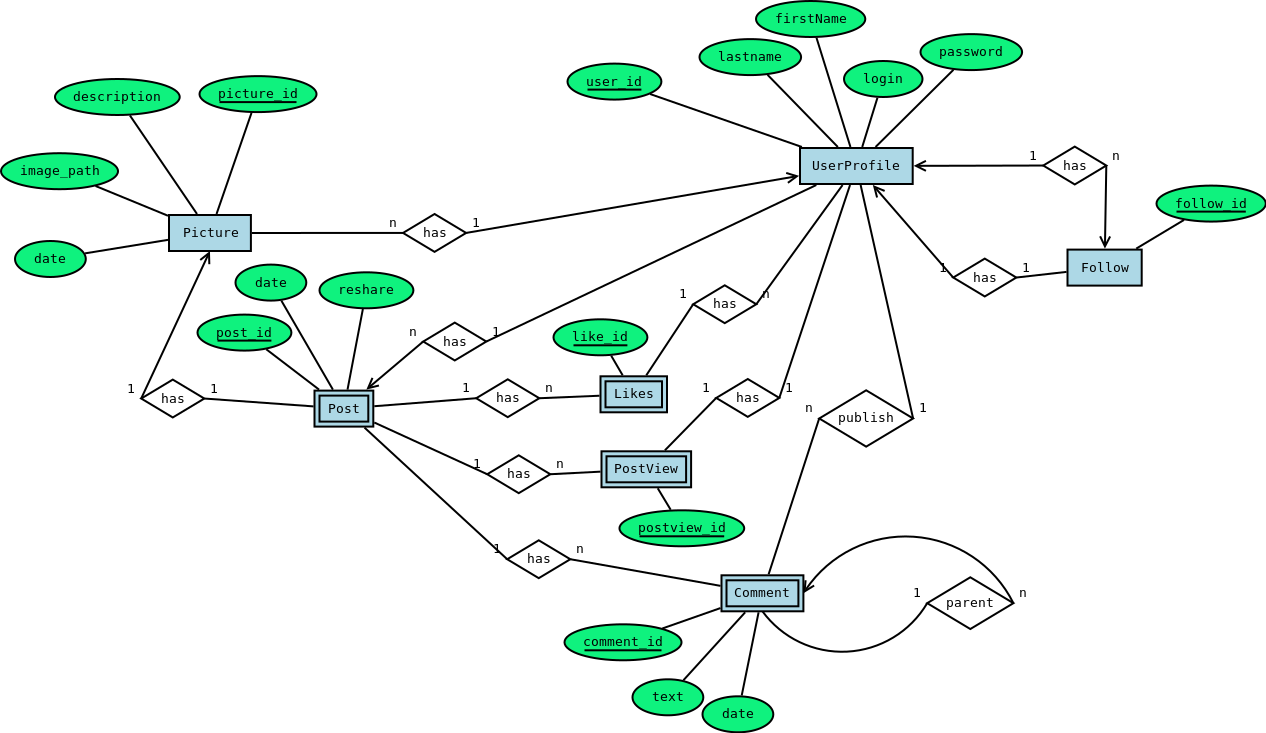 firstName
lastname
password
user_id
login
description
picture_id
image_path
date
UserProfile
1 has n
follow_id
Picture
n has 1
Follow
1 has 1
date
reshare
post_id
1 has n
like_id
n has 1
1 has 1
Post
1 has n
Likes
1 has 1
n publish 1
1 has n
PostView
postview_id
1 has n
Comment
1 parent n
comment_id
text
date